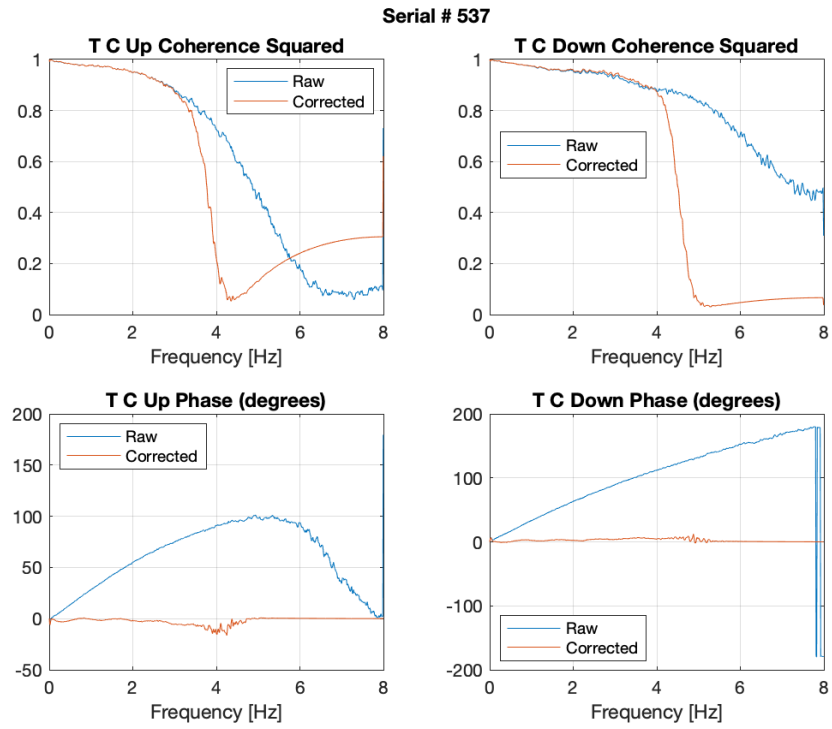 Serial # 537
T C Up Coherence Squared
1
0.8
0.6
0.4
0.2
0
Raw
Corrected
0 2 4 6 8
Frequency [Hz]
T C Down Coherence Squared
1
0.8
0.6
0.4
0.2
0
Raw
Corrected
0 2 4 6 8
Frequency [Hz]
T C Up Phase (degrees)
200
150
100
50
0
-50
Raw
Corrected
0 2 4 6 8
Frequency [Hz]
T C Down Phase (degrees)
200
100
0
-100
-200
Raw
Corrected
0 2 4 6 8
Frequency [Hz]